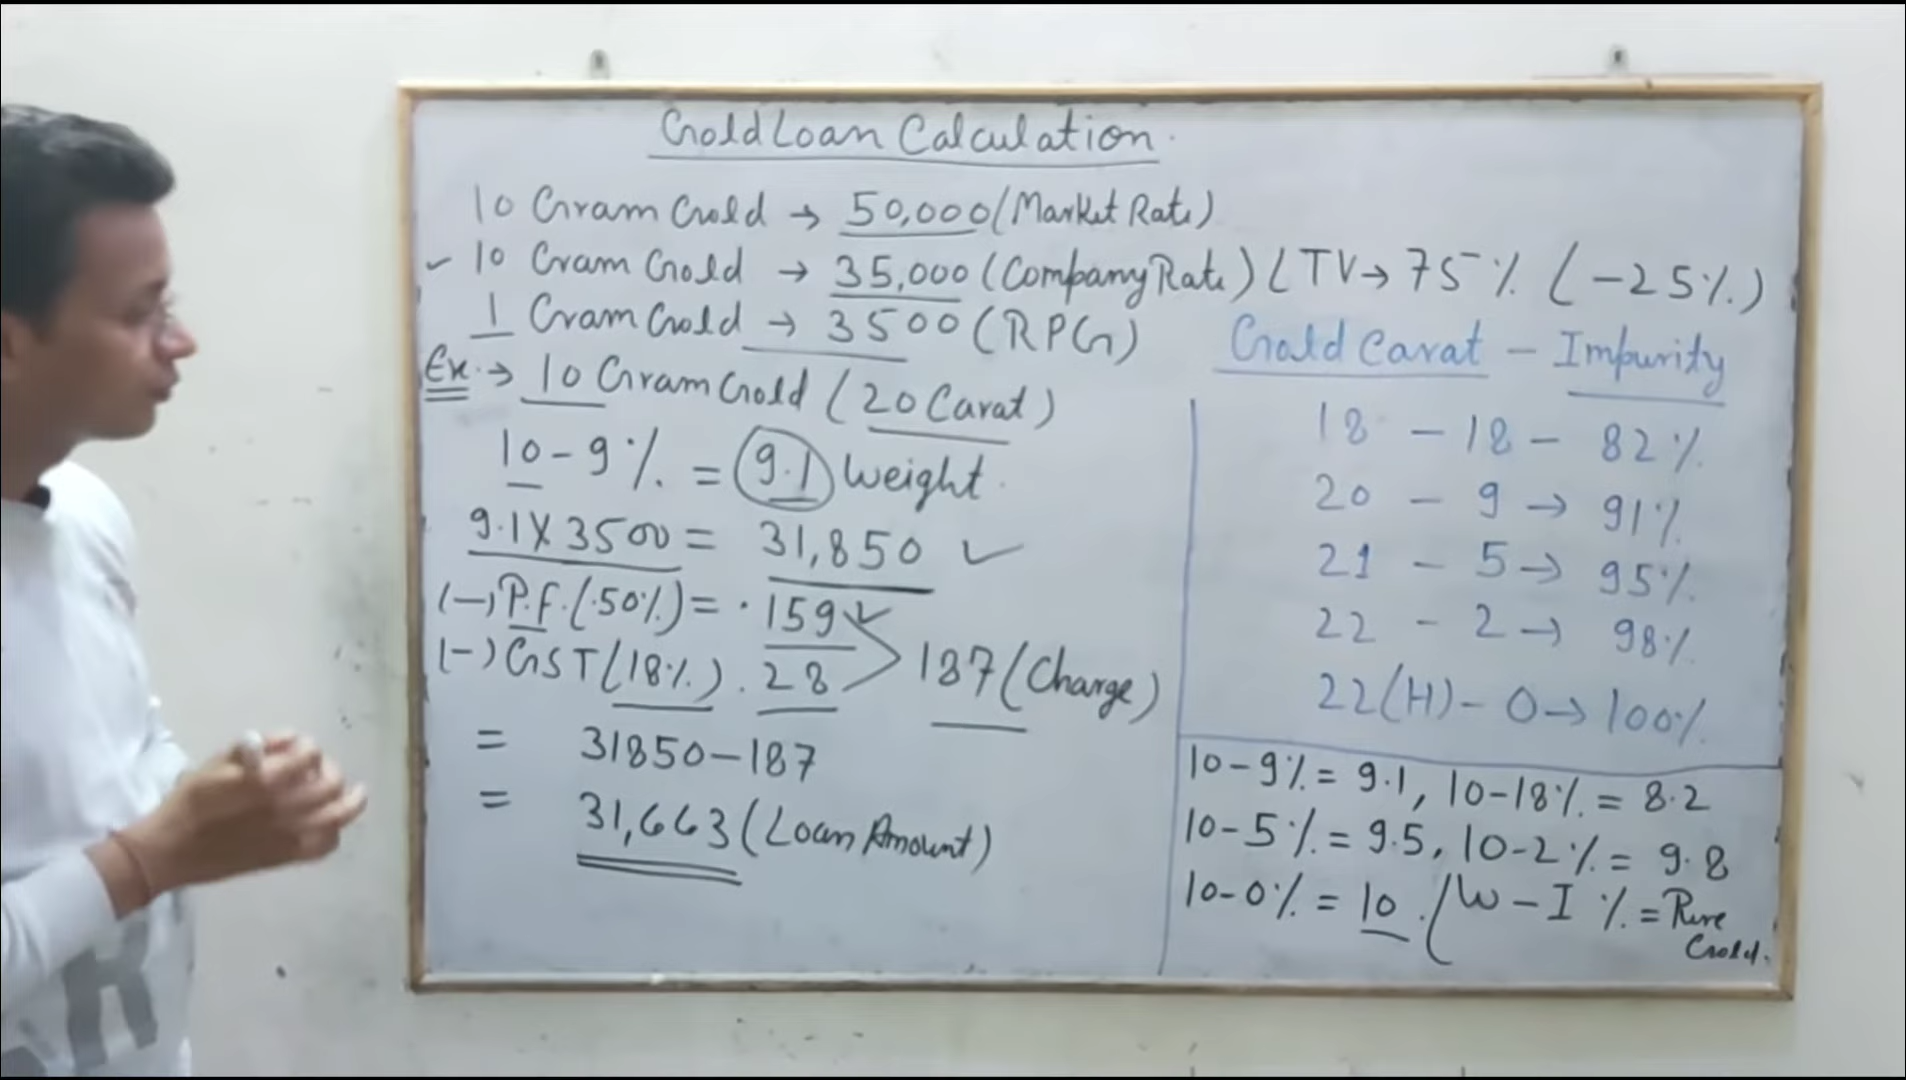 Gold Loan Calculation
10 Gram Gold → 50,000 (Market Rate)
✓ 10 Gram Gold → 35,000 (Company Rate) LTV → 75% (-25%)
1 Gram Gold → 3500 (RPG)
Ex. → 10 Gram Gold (20 Carat)
10 - 9% = 9.1 Weight
9.1 X 3500 = 31,850 ✓
(-) P.F. (.50%) = 159 ✓
(-) GST (18%). 28
187 (Charge)
= 31850 - 187
= 31,663 (Loan Amount)
Gold Carat - Impurity
18 - 18 - 82%
20 - 9 → 91%
21 - 5 → 95%
22 - 2 → 98%
22(H) - 0 → 100%
10 - 9% = 9.1, 10 - 18% = 8.2
10 - 5% = 9.5, 10 - 2% = 9.8
10 - 0% = 10. (W - I % = Pure
Gold.